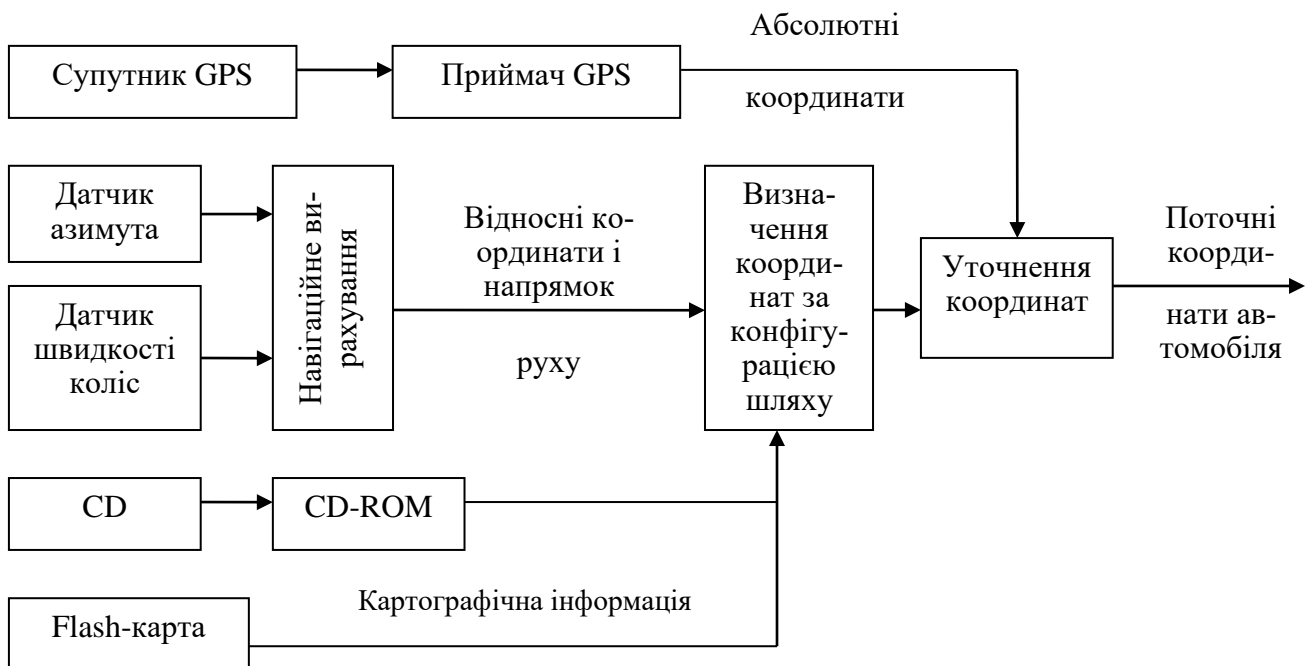 Абсолютні
Супутник GPS
Приймач GPS
координати
Датчик
азимута
Датчик
швидкості
коліс
Навігаційне ви-
рахування
Відносні ко-
ординати і
напрямок
руху
Визна-
чення
коорди-
нат за
конфігу-
рацією
шляху
Уточнення
координат
Поточні
коорди-
нати ав-
томобіля
CD
CD-ROM
Картографічна інформація
Flash-карта